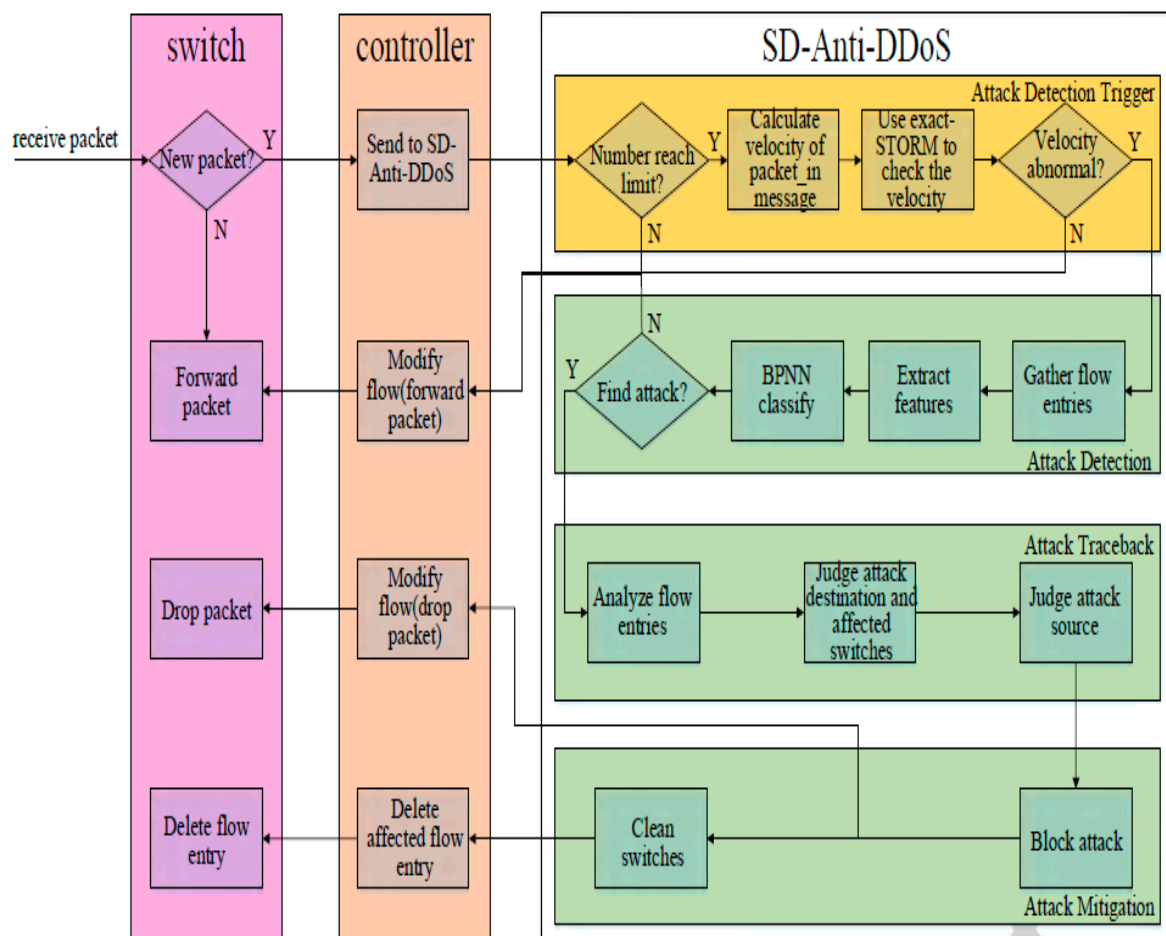 switch
controller
SD-Anti-DDoS
Attack Detection Trigger
receive packet
New packet?
Y
N
Send to SD-
Anti-DDoS
Number reach
limit?
Y
N
Calculate
velocity of
packet_in
message
Use exact-
STORM to
check the
velocity
Velocity
abnormal?
Y
N
Forward
packet
Modify
flow(forward
packet)
N
Y
Find attack?
BPNN
classify
Extract
features
Gather flow
entries
Attack Detection
Attack Traceback
Drop packet
Modify
flow(drop
packet)
Analyze flow
entries
Judge attack
destination and
affected
switches
Judge attack
source
Delete flow
entry
Delete
affected flow
entry
Clean
switches
Block attack
Attack Mitigation